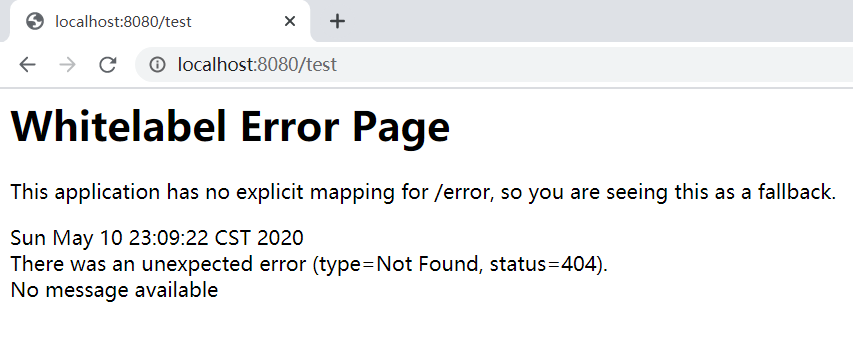 localhost:8080/test
localhost:8080/test
Whitelabel Error Page
This application has no explicit mapping for /error, so you are seeing this as a fallback.
Sun May 10 23:09:22 CST 2020
There was an unexpected error (type=Not Found, status=404).
No message available